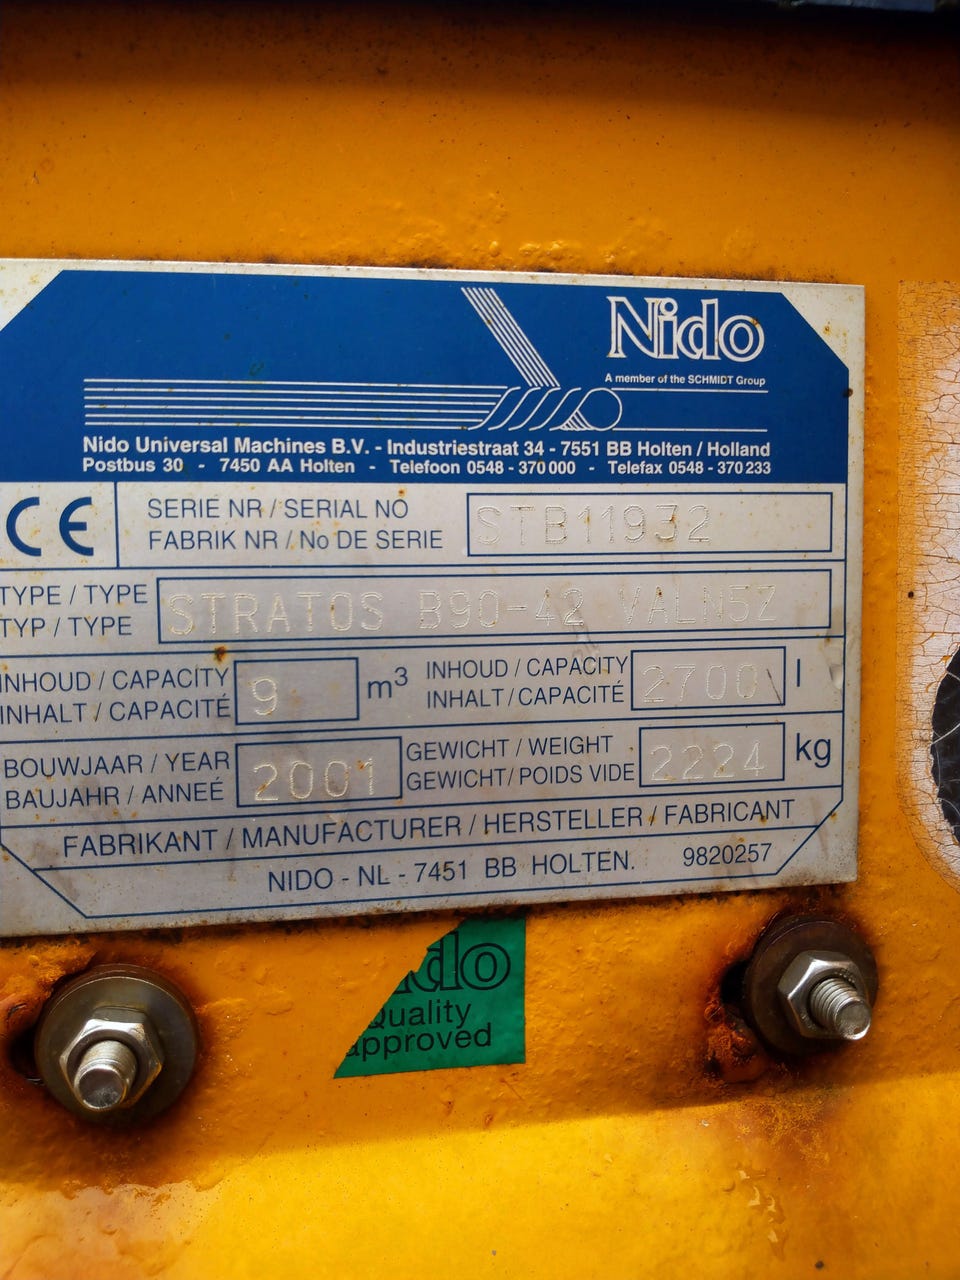 Nido
A member of the SCHMIDT Group
Nido Universal Machines B.V. - Industriestraat 34 - 7551 BB Holten / Holland
Postbus 30 - 7450 AA Holten - Telefoon 0548 - 370 000 - Telefax 0548 - 370 233
CE
SERIE NR / SERIAL NO
FABRIK NR / No DE SERIE
STB11932
TYPE / TYPE
TYP / TYPE
STRATOS B90-42 VALN5Z
INHOUD / CAPACITY
INHALT / CAPACITÉ
9 m³
INHOUD / CAPACITY
INHALT / CAPACITÉ
2700 l
BOUWJAAR / YEAR
BAUJAHR / ANNEÉ
2001
GEWICHT / WEIGHT
GEWICHT / POIDS VIDE
2224 kg
FABRIKANT / MANUFACTURER / HERSTELLER / FABRICANT
NIDO - NL - 7451 BB HOLTEN. 9820257
Quality
approved